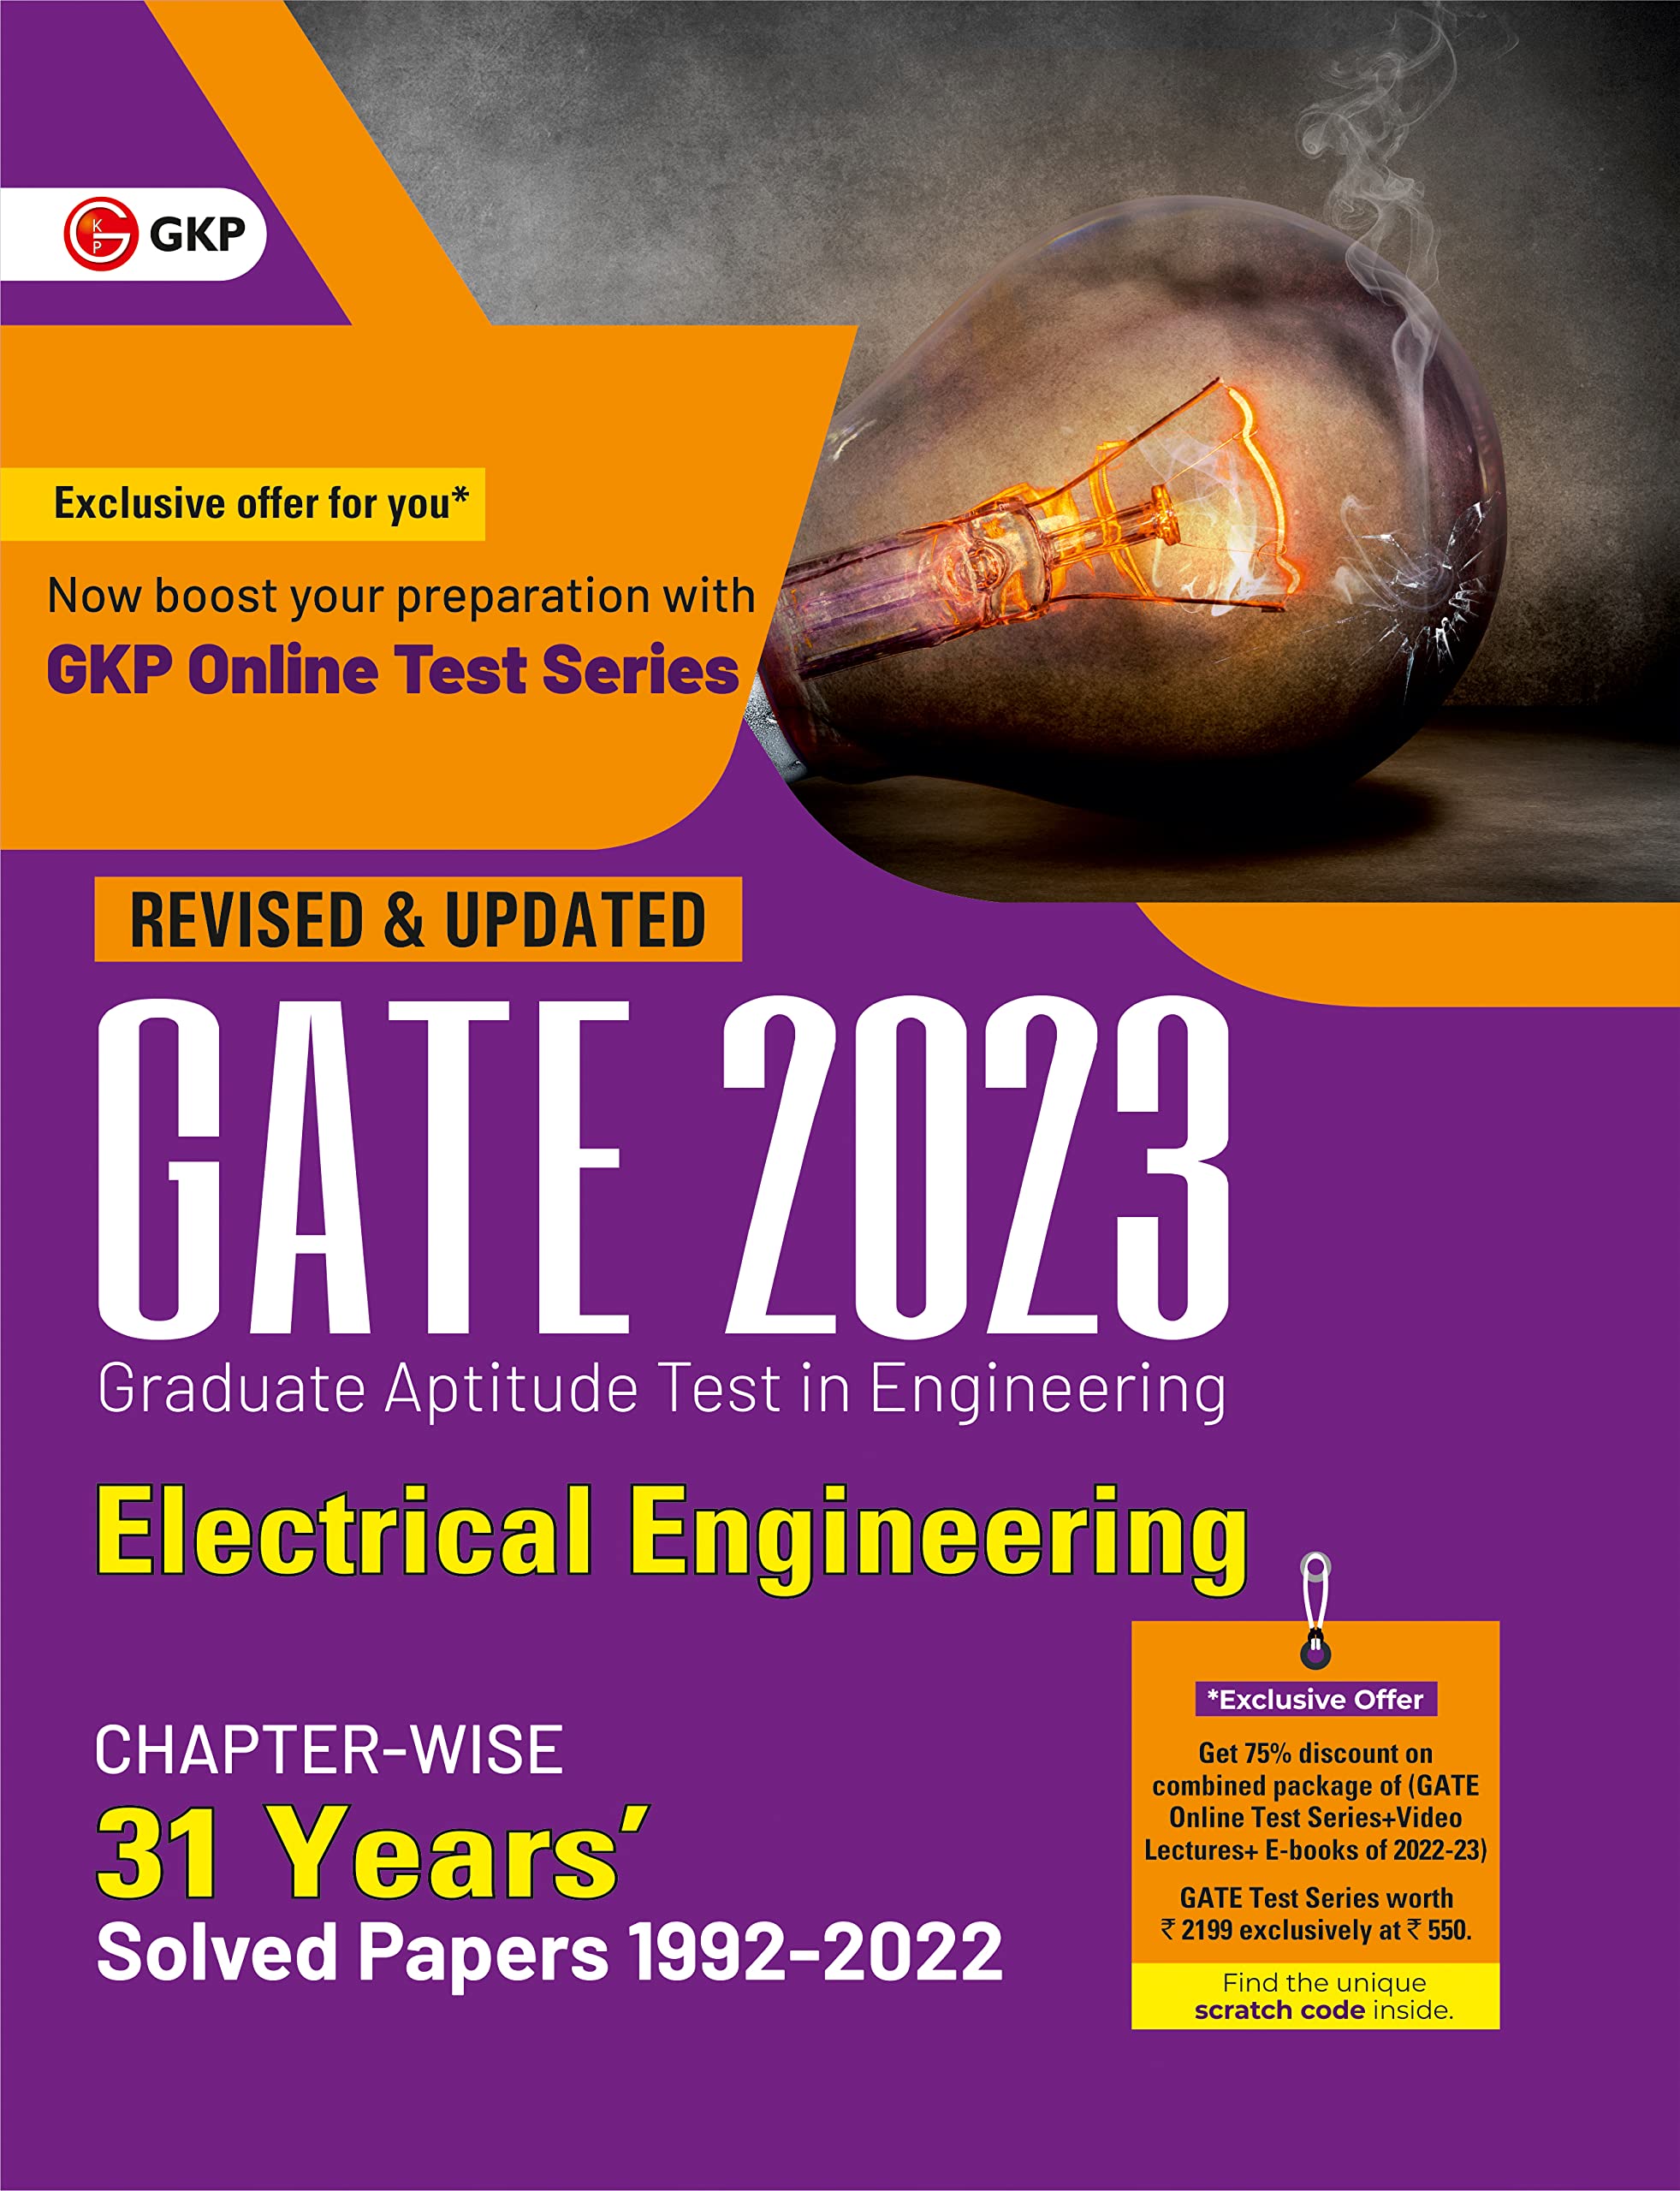 GKP
GKP
Exclusive offer for you*
Now boost your preparation with
GKP Online Test Series
REVISED & UPDATED
GATE 2023
Graduate Aptitude Test in Engineering
Electrical Engineering
CHAPTER-WISE
31 Years’
Solved Papers 1992-2022
*Exclusive Offer
Get 75% discount on
combined package of (GATE
Online Test Series+Video
Lectures+ E-books of 2022-23)
GATE Test Series worth
₹ 2199 exclusively at ₹ 550.
Find the unique
scratch code inside.